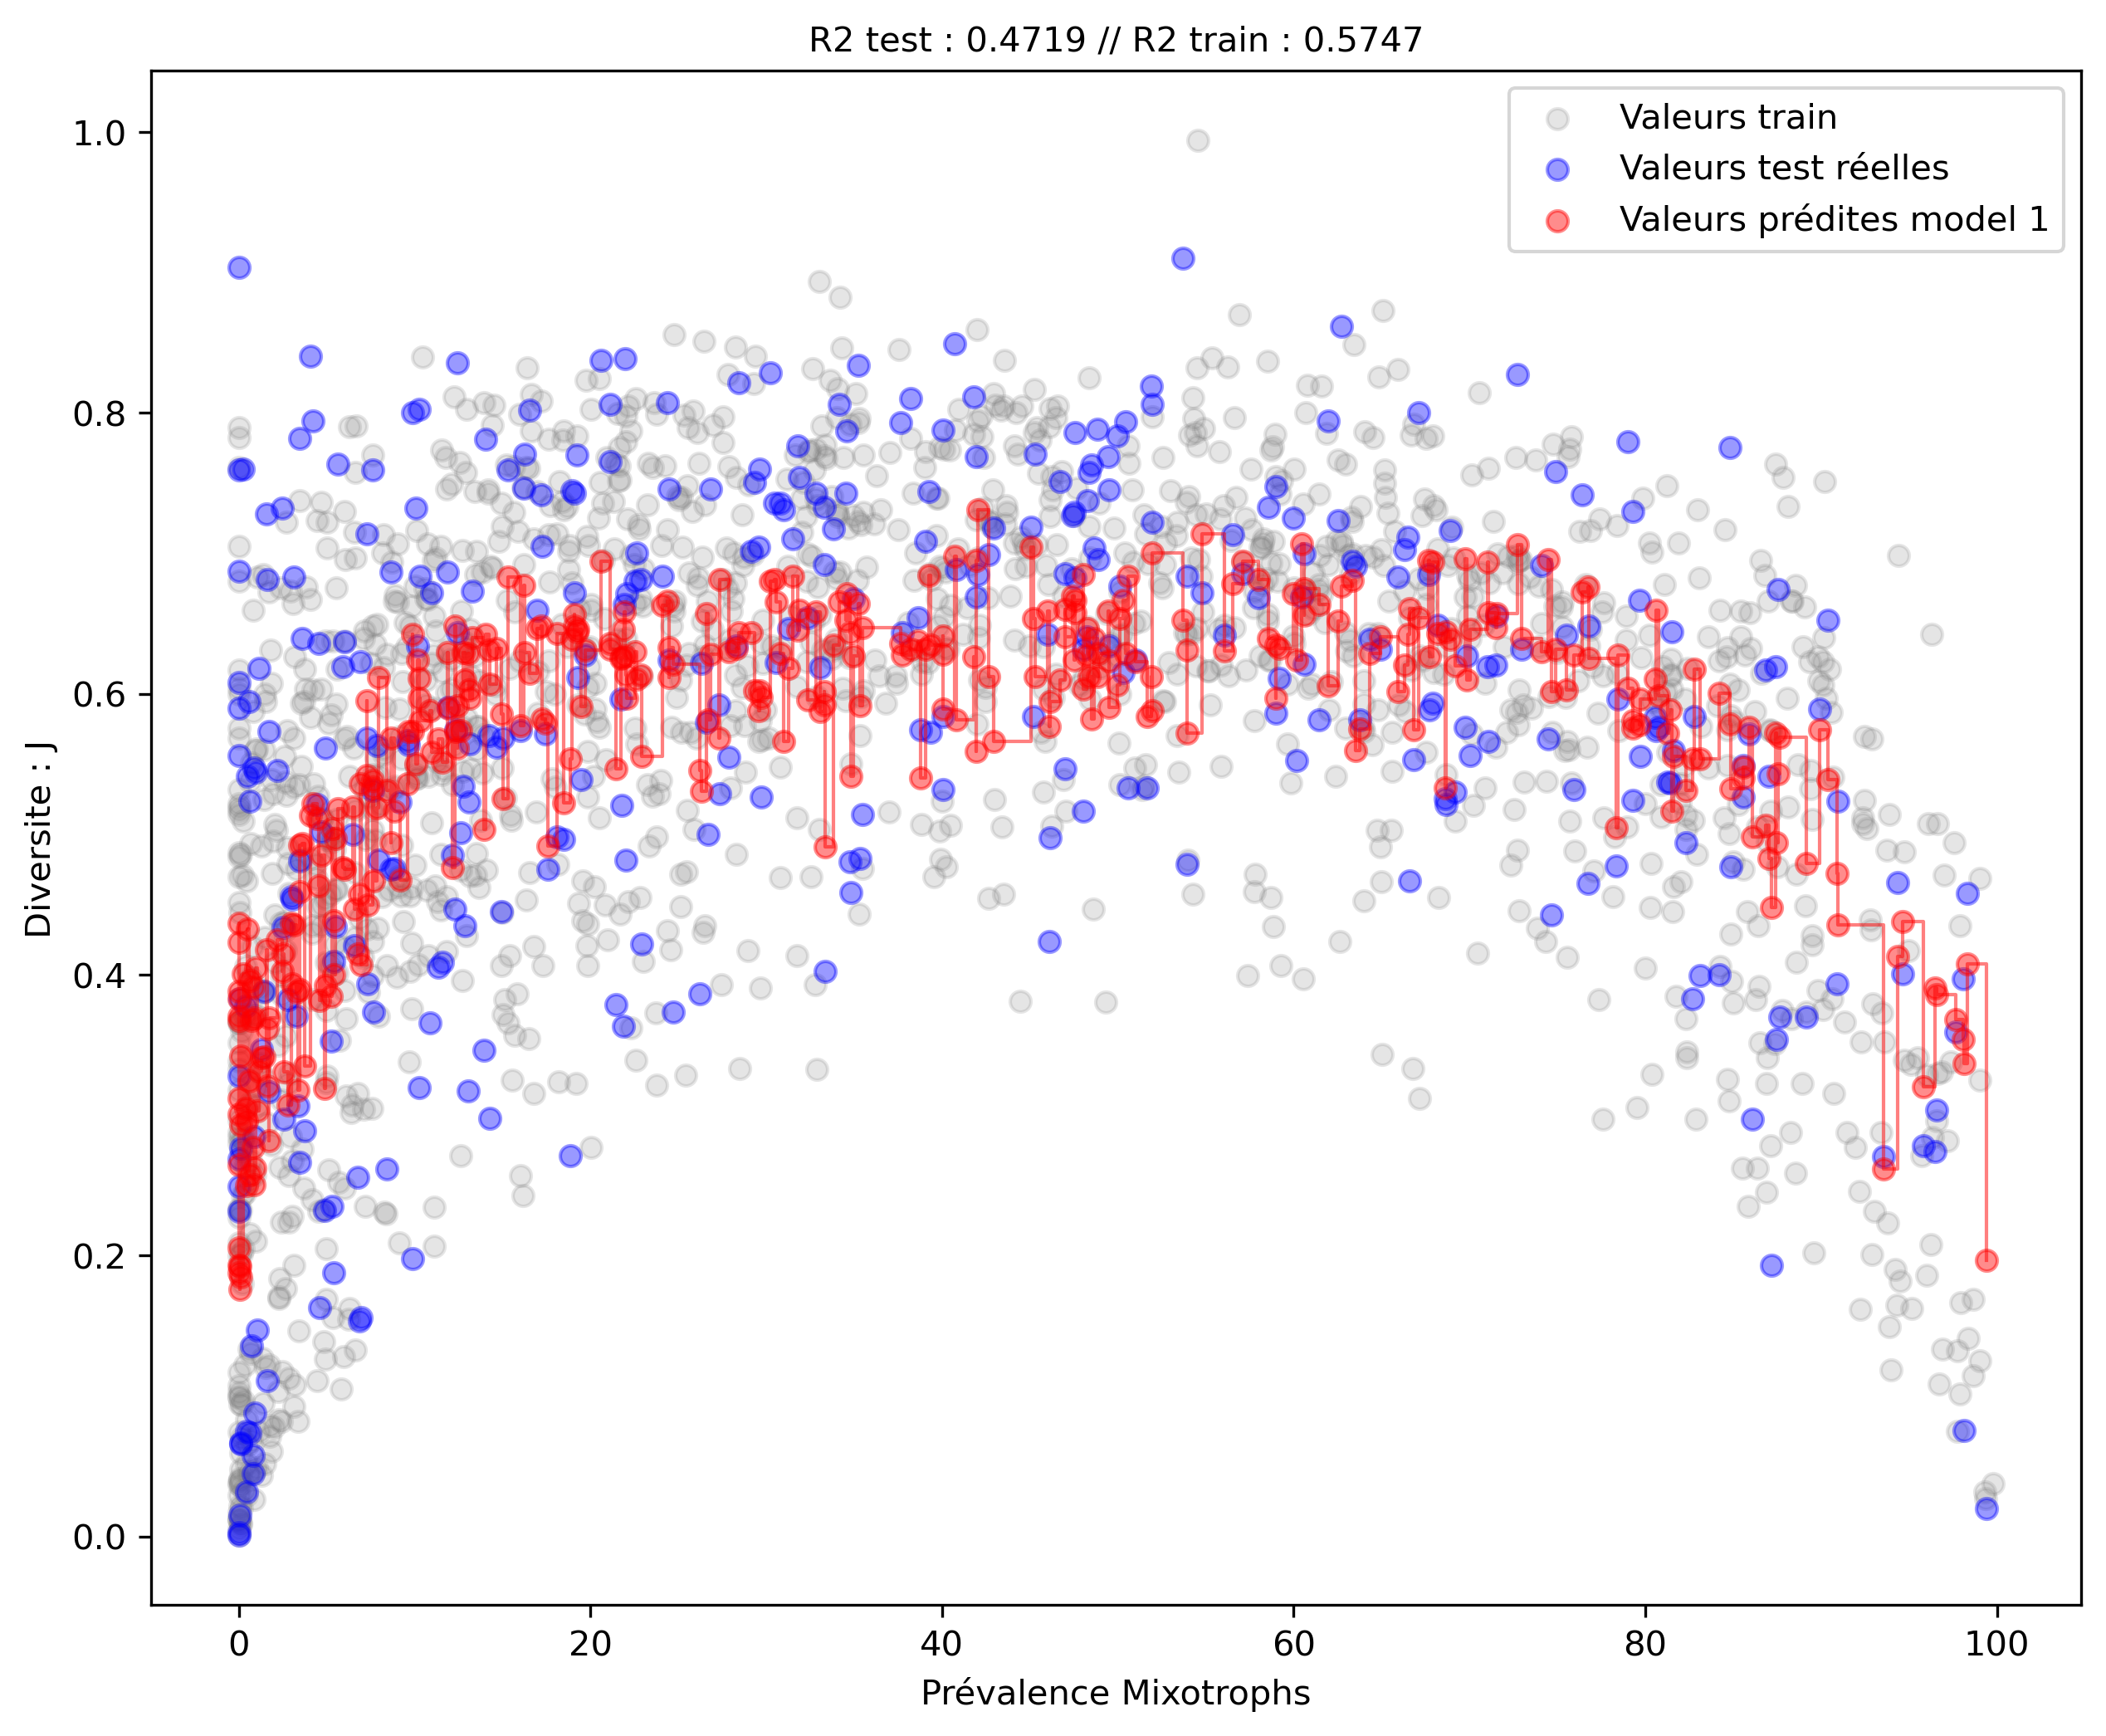 R2 test : 0.4719 // R2 train : 0.5747
Valeurs train
Valeurs test réelles
Valeurs prédites model 1
1.0
0.8
0.6
0.4
0.2
0.0
Diversite : J
0 20 40 60 80 100
Prévalence Mixotrophs